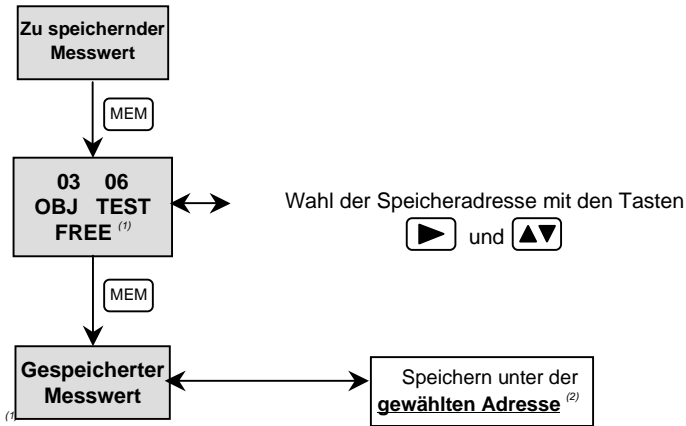 Zu speichernder
Messwert
MEM
03 06
OBJ TEST
FREE (1)
Wahl der Speicheradresse mit den Tasten
und
MEM
Gespeicherter
Messwert
Speichern unter der
gewählten Adresse (2)
(1)